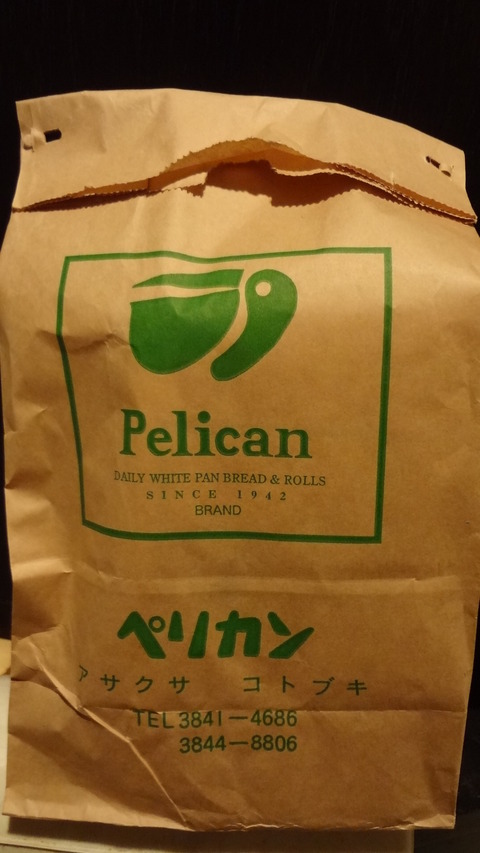 Pelican
DAILY WHITE PAN BREAD & ROLLS
SINCE 1942
BRAND
ペリカン
アサクサ コトブキ
TEL 3841-4686
3844-8806